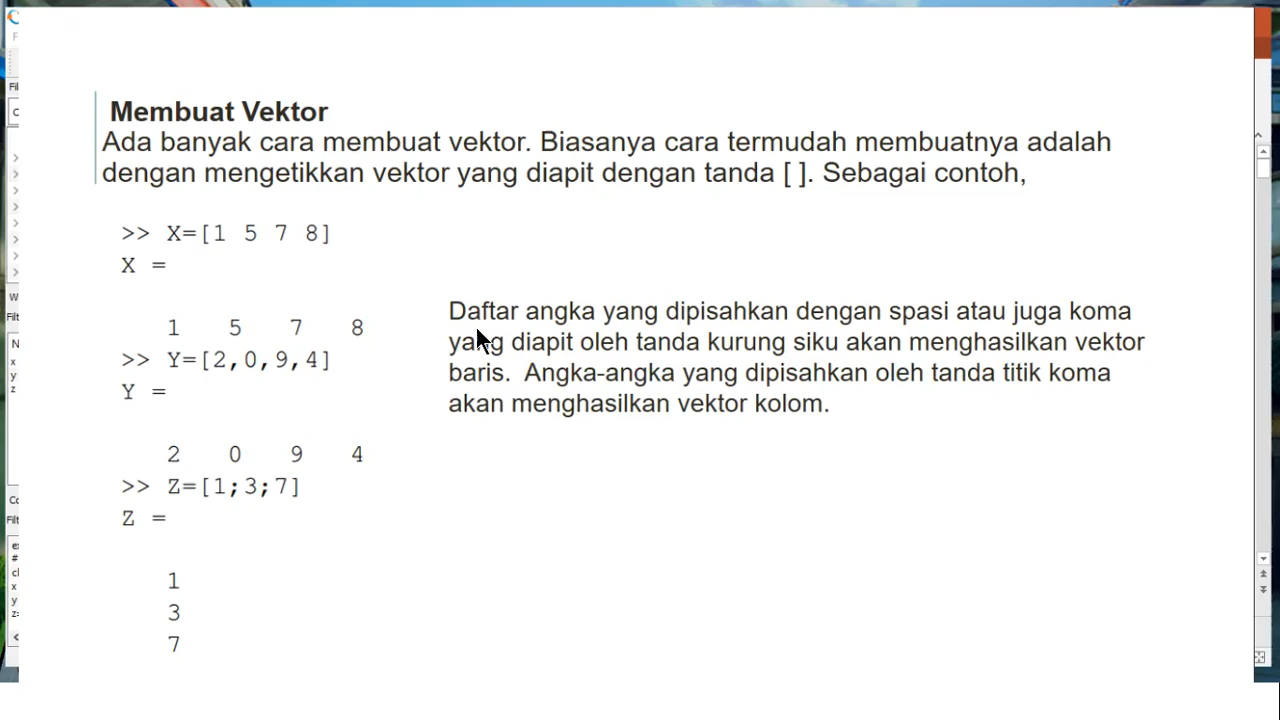 Membuat Vektor
Ada banyak cara membuat vektor. Biasanya cara termudah membuatnya adalah
dengan mengetikkan vektor yang diapit dengan tanda [ ]. Sebagai contoh,
>> X=[1 5 7 8]
X =
1 5 7 8
>> Y=[2,0,9,4]
Y =
2 0 9 4
>> Z=[1;3;7]
Z =
1
3
7
Daftar angka yang dipisahkan dengan spasi atau juga koma
yang diapit oleh tanda kurung siku akan menghasilkan vektor
baris. Angka-angka yang dipisahkan oleh tanda titik koma
akan menghasilkan vektor kolom.